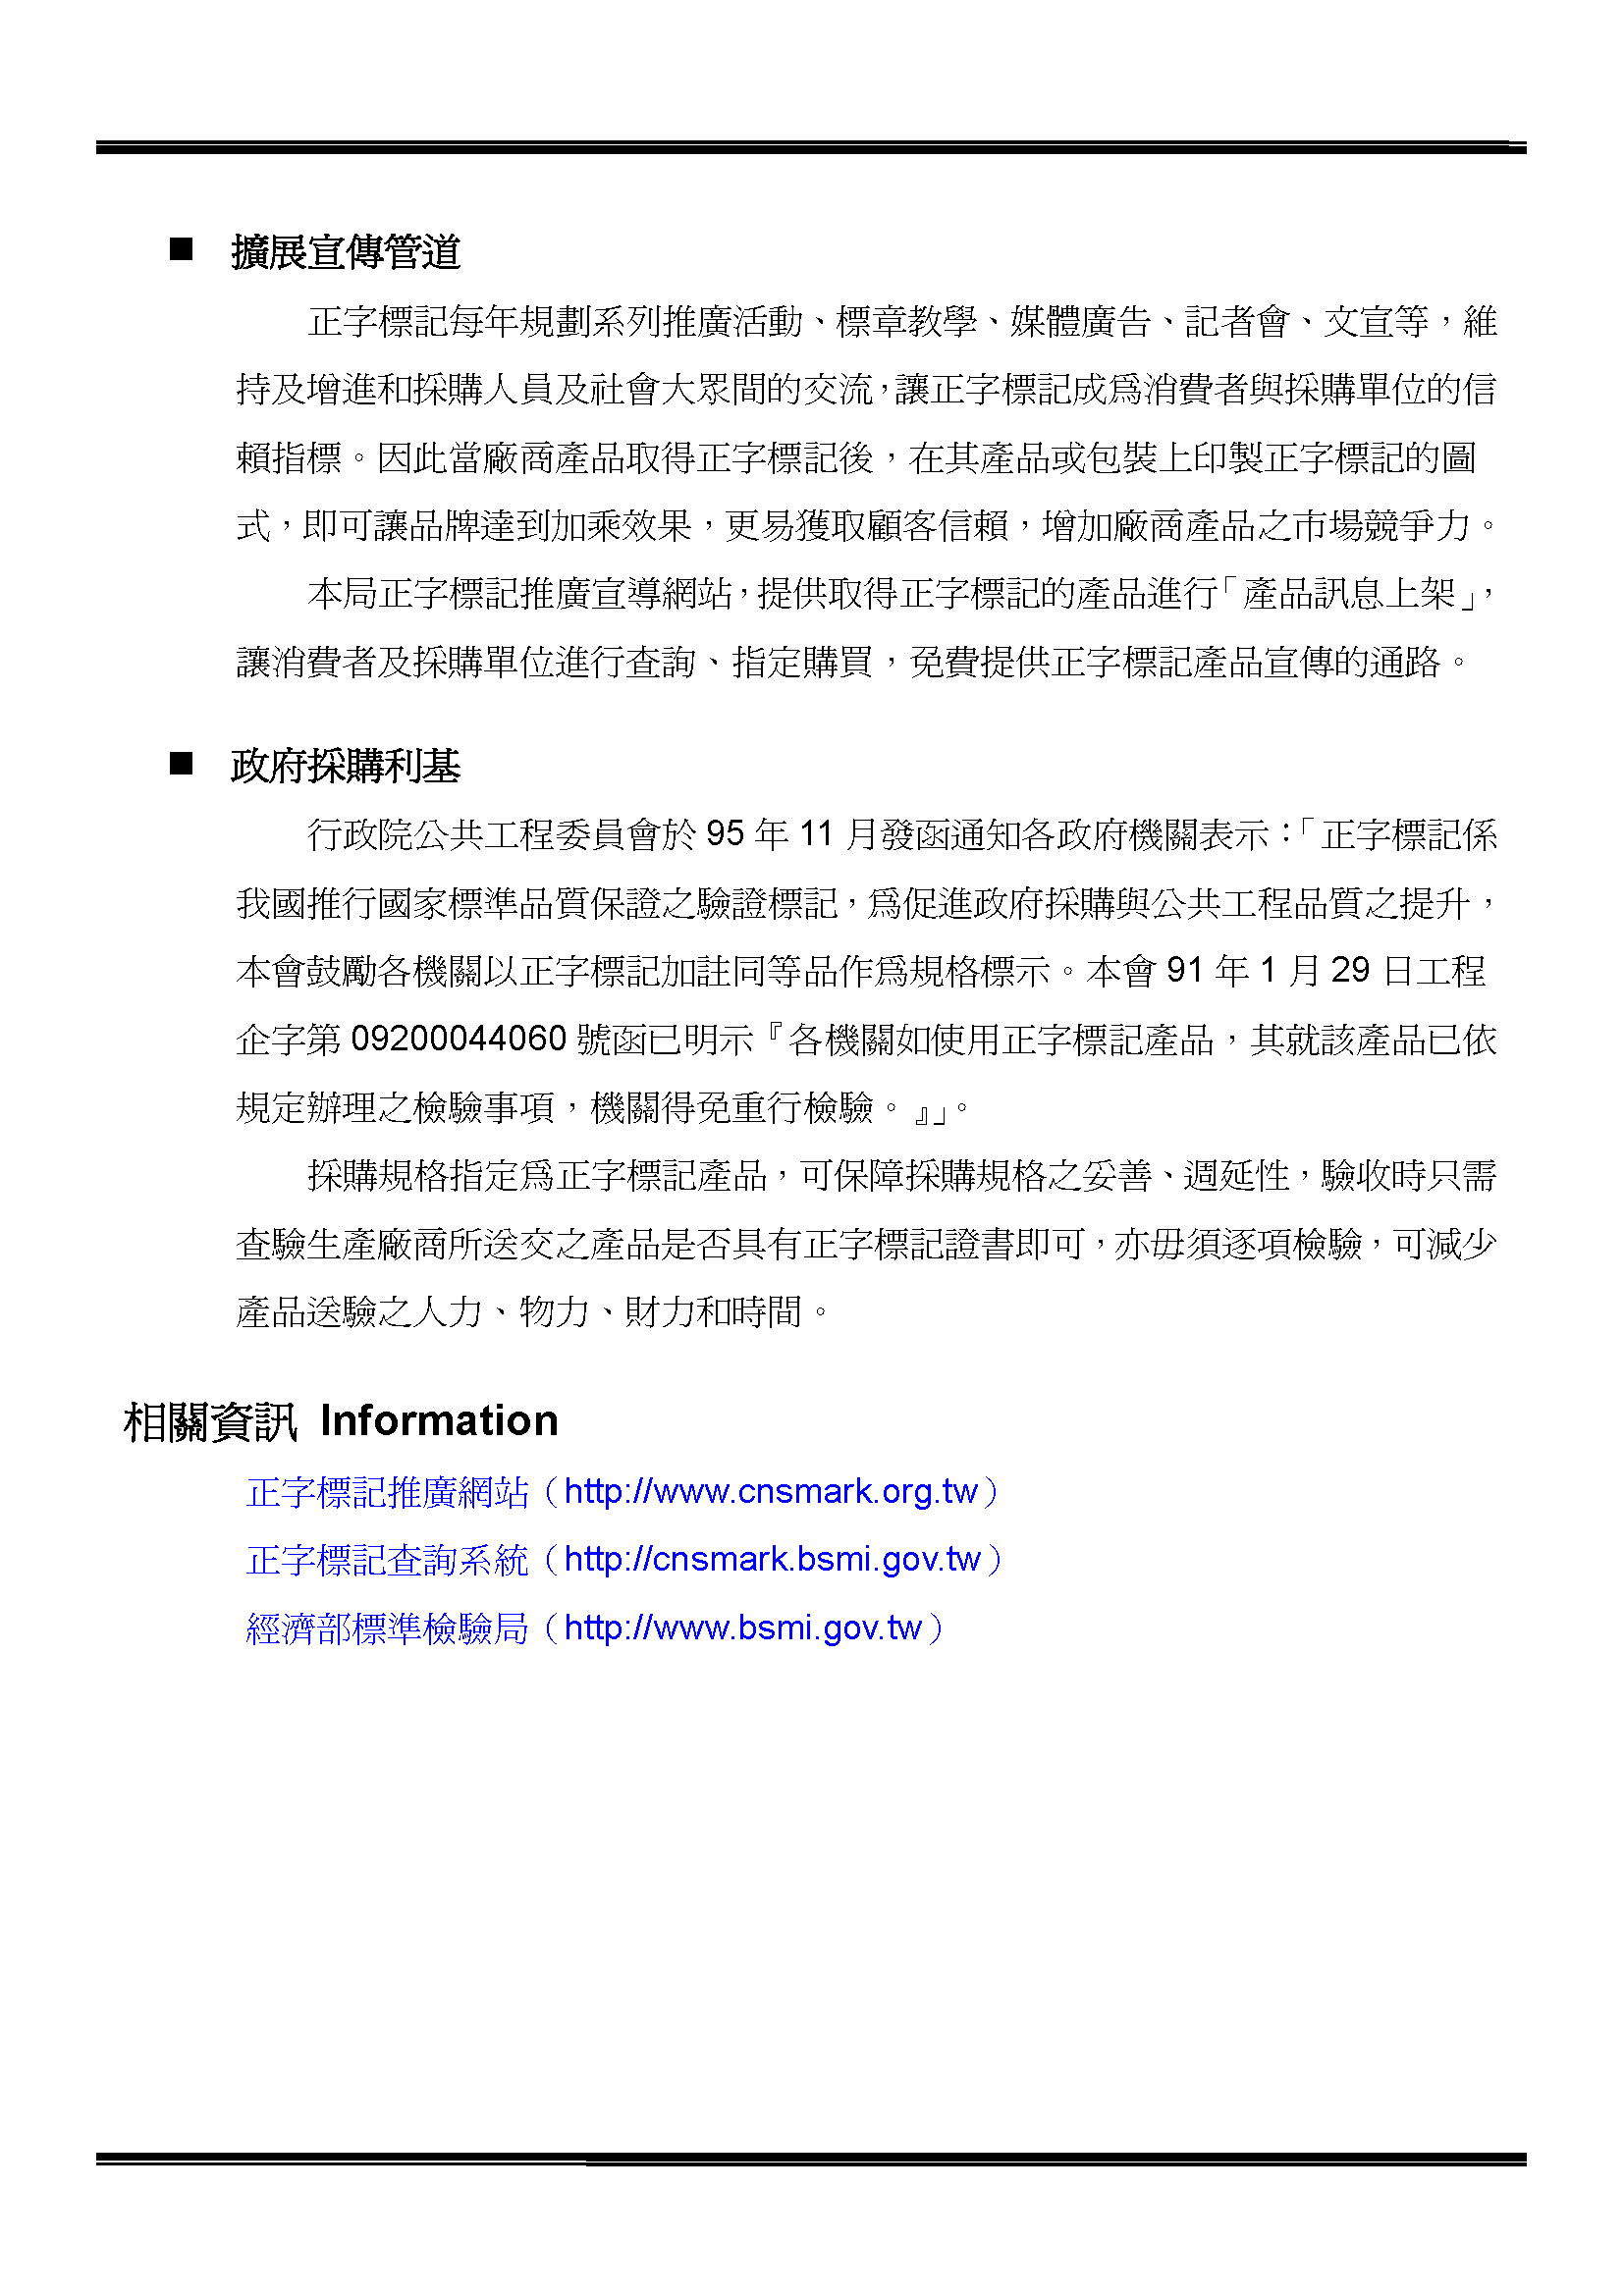 ■ 擴展宣傳管道
正字標記每年規劃系列推廣活動、標章教學、媒體廣告、記者會、文宣等，維
持及增進和採購人員及社會大眾間的交流，讓正字標記成為消費者與採購單位的信
賴指標。因此當廠商產品取得正字標記後，在其產品或包裝上印製正字標記的圖
式，即可讓品牌達到加乘效果，更易獲取顧客信賴，增加廠商產品之市場競爭力。
本局正字標記推廣宣導網站，提供取得正字標記的產品進行「產品訊息上架」，
讓消費者及採購單位進行查詢、指定購買，免費提供正字標記產品宣傳的通路。
■ 政府採購利基
行政院公共工程委員會於 95 年 11 月發函通知各政府機關表示：「正字標記係
我國推行國家標準品質保證之驗證標記，為促進政府採購與公共工程品質之提升，
本會鼓勵各機關以正字標記加註同等品作為規格標示。本會 91 年 1 月 29 日工程
企字第 09200044060 號函已明示『各機關如使用正字標記產品，其就該產品已依
規定辦理之檢驗事項，機關得免重行檢驗。』」。
採購規格指定為正字標記產品，可保障採購規格之妥善、週延性，驗收時只需
查驗生產廠商所送交之產品是否具有正字標記證書即可，亦毋須逐項檢驗，可減少
產品送驗之人力、物力、財力和時間。
相關資訊 Information
正字標記推廣網站（http://www.cnsmark.org.tw）
正字標記查詢系統（http://cnsmark.bsmi.gov.tw）
經濟部標準檢驗局（http://www.bsmi.gov.tw）